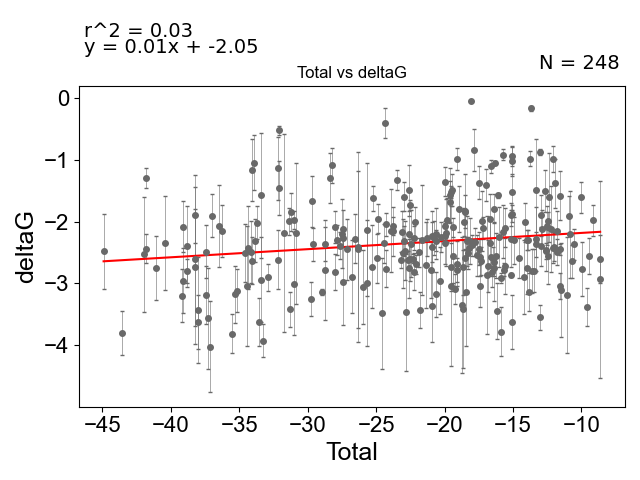 r^2 = 0.03
y = 0.01x + -2.05
N = 248
Total vs deltaG
0
−1
−2
−3
−4
deltaG
−45
−40
−35
−30
−25
−20
−15
−10
Total